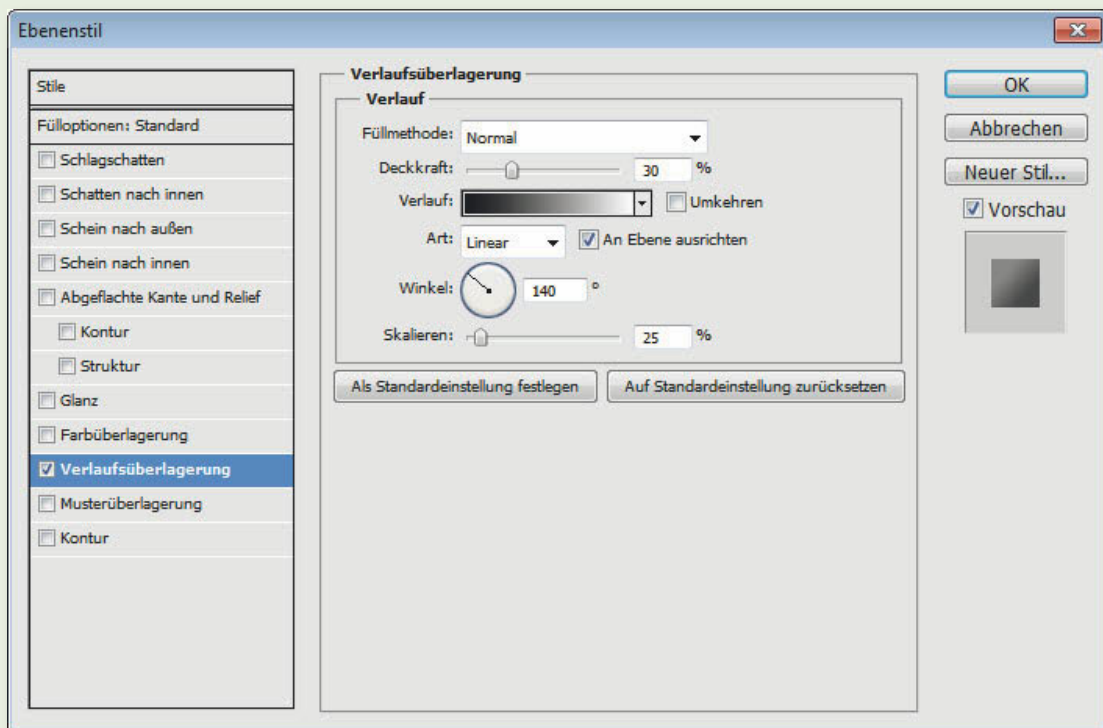 Ebenenstil
Stile
Fülloptionen: Standard
Schlagschatten
Schatten nach innen
Schein nach außen
Schein nach innen
Abgeflachte Kante und Relief
Kontur
Struktur
Glanz
Farbüberlagerung
Verlaufsüberlagerung
Musterüberlagerung
Kontur
Verlaufsüberlagerung
Verlauf
Füllmethode: Normal
Deckkraft: 30 %
Verlauf: Umkehren
Art: Linear An Ebene ausrichten
Winkel: 140 °
Skalieren: 25 %
Als Standardeinstellung festlegen Auf Standardeinstellung zurücksetzen
OK
Abbrechen
Neuer Stil...
Vorschau